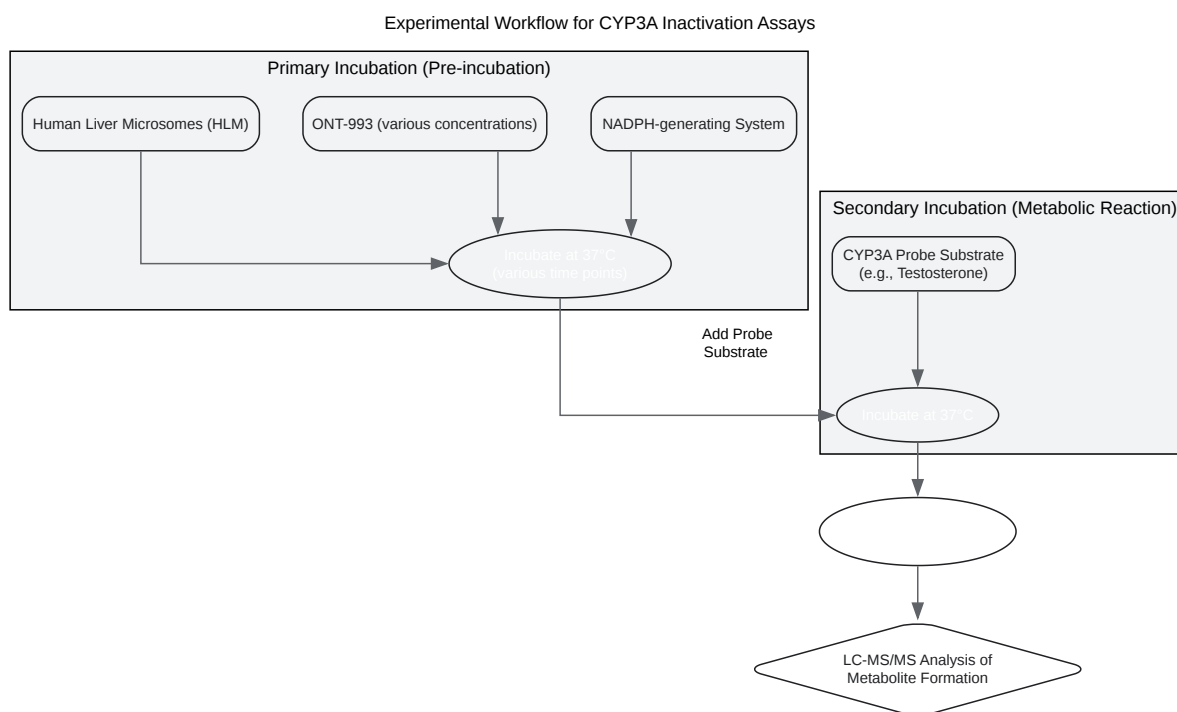 Experimental Workflow for CYP3A Inactivation Assays
Primary Incubation (Pre-incubation)
Human Liver Microsomes (HLM)
ONT-993 (various concentrations)
NADPH-generating System
Incubate at 37°C
(various time points)
Secondary Incubation (Metabolic Reaction)
CYP3A Probe Substrate
(e.g., Testosterone)
Add Probe
Substrate
Incubate at 37°C
LC-MS/MS Analysis of
Metabolite Formation